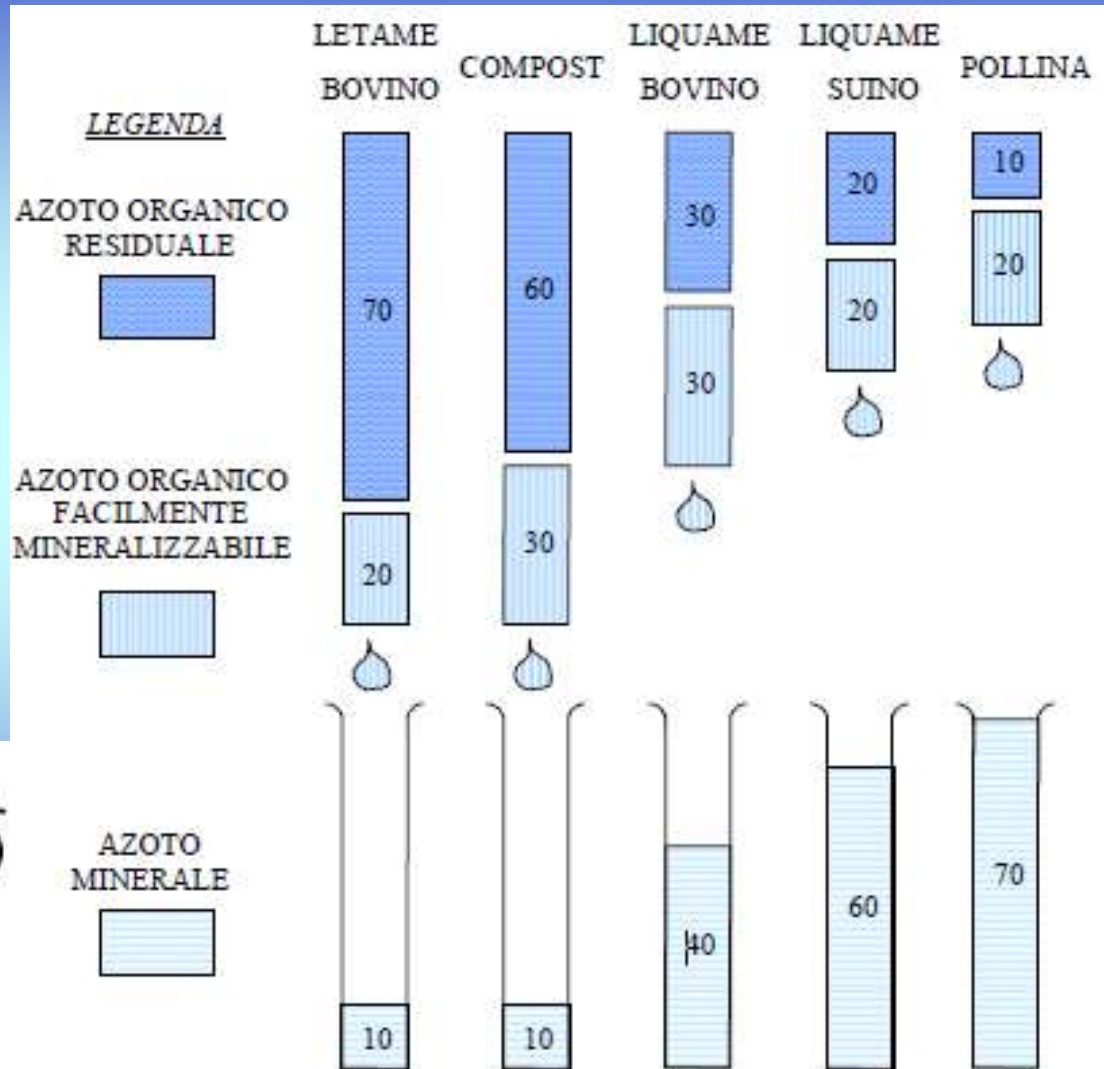 LETAME
BOVINO
COMPOST
LIQUAME
BOVINO
LIQUAME
SUINO
POLLINA
LEGENDA
AZOTO ORGANICO
RESIDUALE
70
60
30
20
10
AZOTO ORGANICO
FACILMENTE
MINERALIZZABILE
20
30
30
20
20
AZOTO
MINERALE
10
10
40
60
70